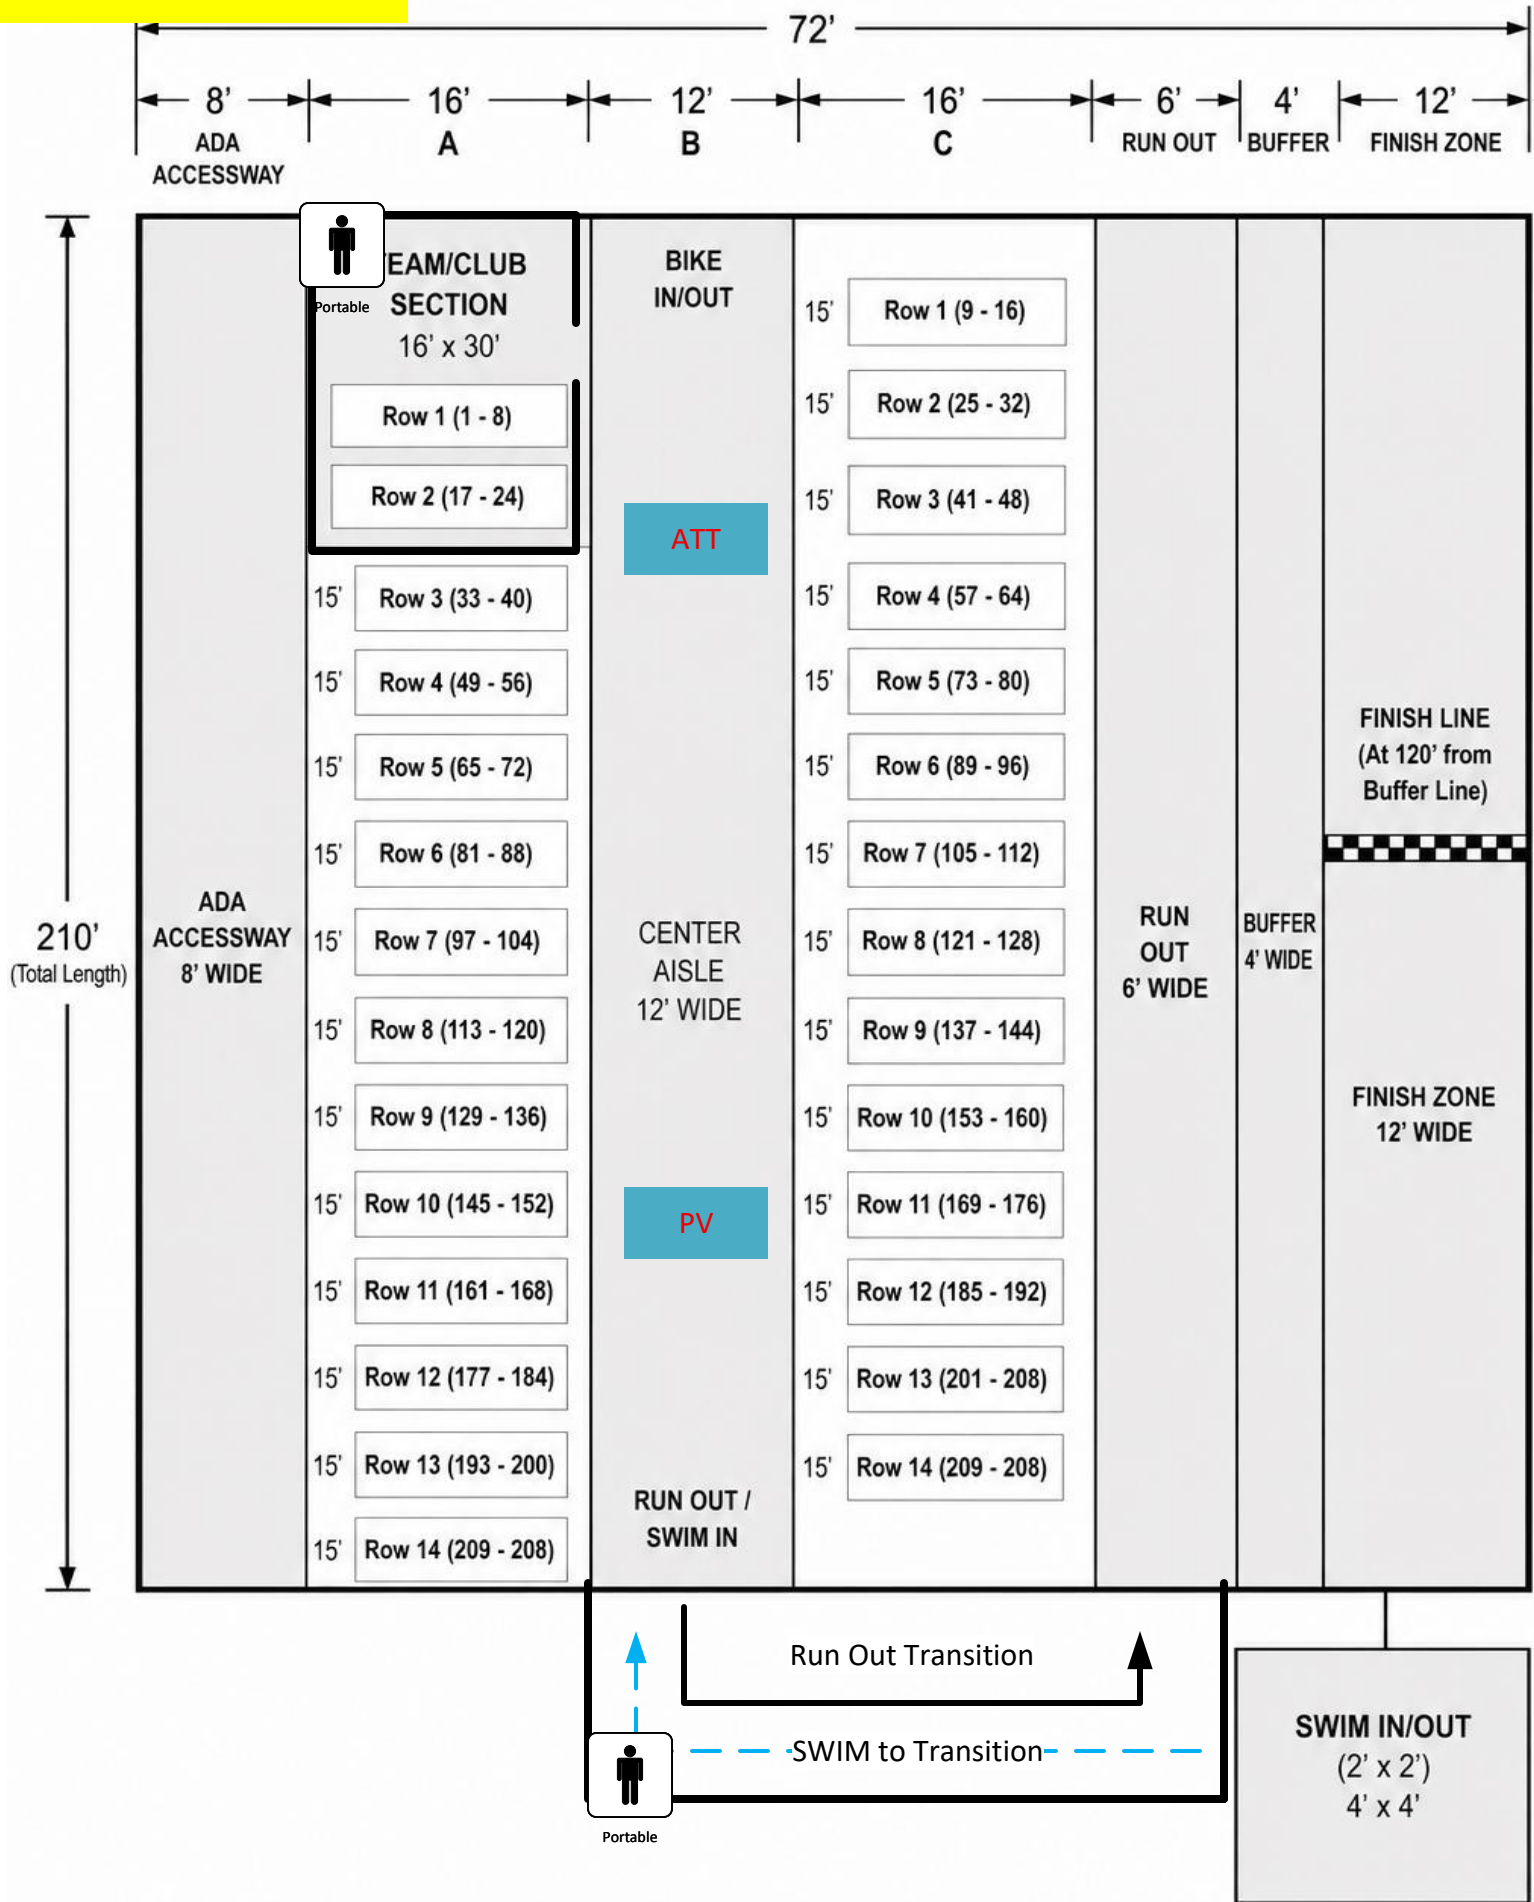 72'
8'
16'
12'
16'
6'
4'
12'
ADA
ACCESSWAY
A
B
C
RUN OUT
BUFFER
FINISH ZONE
Portable
EAM/CLUB
SECTION
16' x 30'
Row 1 (1 - 8)
Row 2 (17 - 24)
15' Row 3 (33 - 40)
15' Row 4 (49 - 56)
15' Row 5 (65 - 72)
15' Row 6 (81 - 88)
15' Row 7 (97 - 104)
15' Row 8 (113 - 120)
15' Row 9 (129 - 136)
15' Row 10 (145 - 152)
15' Row 11 (161 - 168)
15' Row 12 (177 - 184)
15' Row 13 (193 - 200)
15' Row 14 (209 - 208)
210'
(Total Length)
ADA
ACCESSWAY
8' WIDE
BIKE
IN/OUT
ATT
CENTER
AISLE
12' WIDE
PV
RUN OUT /
SWIM IN
15' Row 1 (9 - 16)
15' Row 2 (25 - 32)
15' Row 3 (41 - 48)
15' Row 4 (57 - 64)
15' Row 5 (73 - 80)
15' Row 6 (89 - 96)
15' Row 7 (105 - 112)
15' Row 8 (121 - 128)
15' Row 9 (137 - 144)
15' Row 10 (153 - 160)
15' Row 11 (169 - 176)
15' Row 12 (185 - 192)
15' Row 13 (201 - 208)
15' Row 14 (209 - 208)
RUN
OUT
6' WIDE
BUFFER
4' WIDE
FINISH LINE
(At 120' from
Buffer Line)
FINISH ZONE
12' WIDE
Run Out Transition
SWIM to Transition
Portable
SWIM IN/OUT
(2' x 2')
4' x 4'